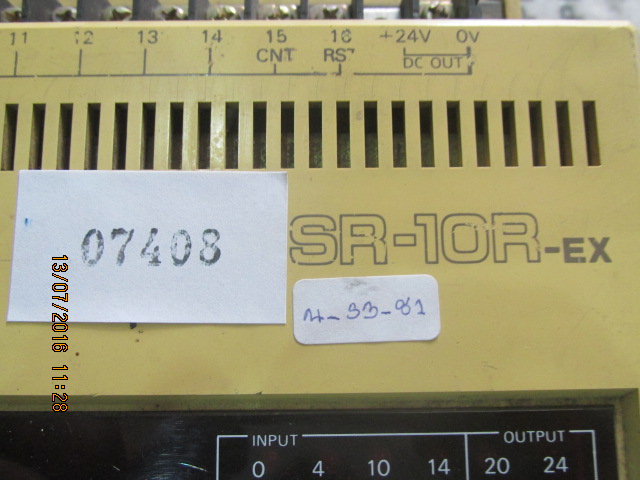 11 12 13 14 15 16 +24V 0V
CNT RST DC OUT
07408
SR-10R-EX
13/07/2016 11:28
INPUT OUTPUT
0 4 10 14 20 24